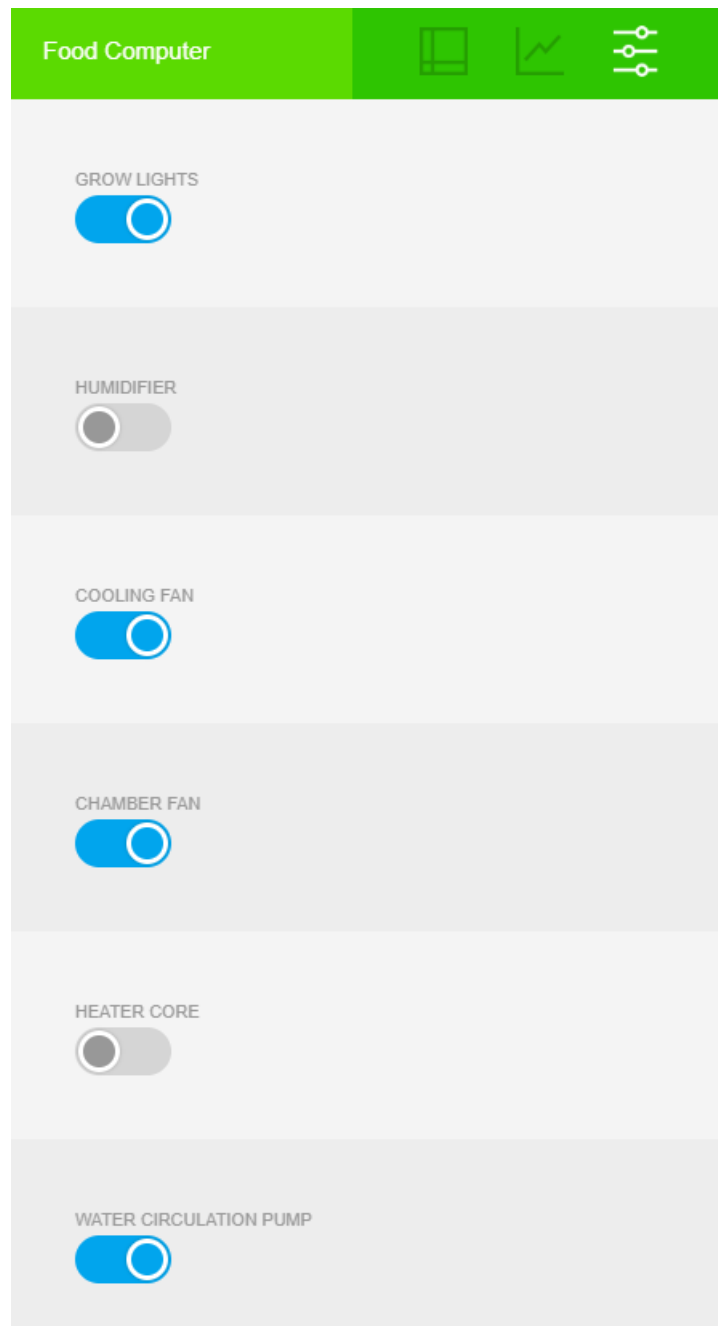 Food Computer
GROW LIGHTS
HUMIDIFIER
COOLING FAN
CHAMBER FAN
HEATER CORE
WATER CIRCULATION PUMP